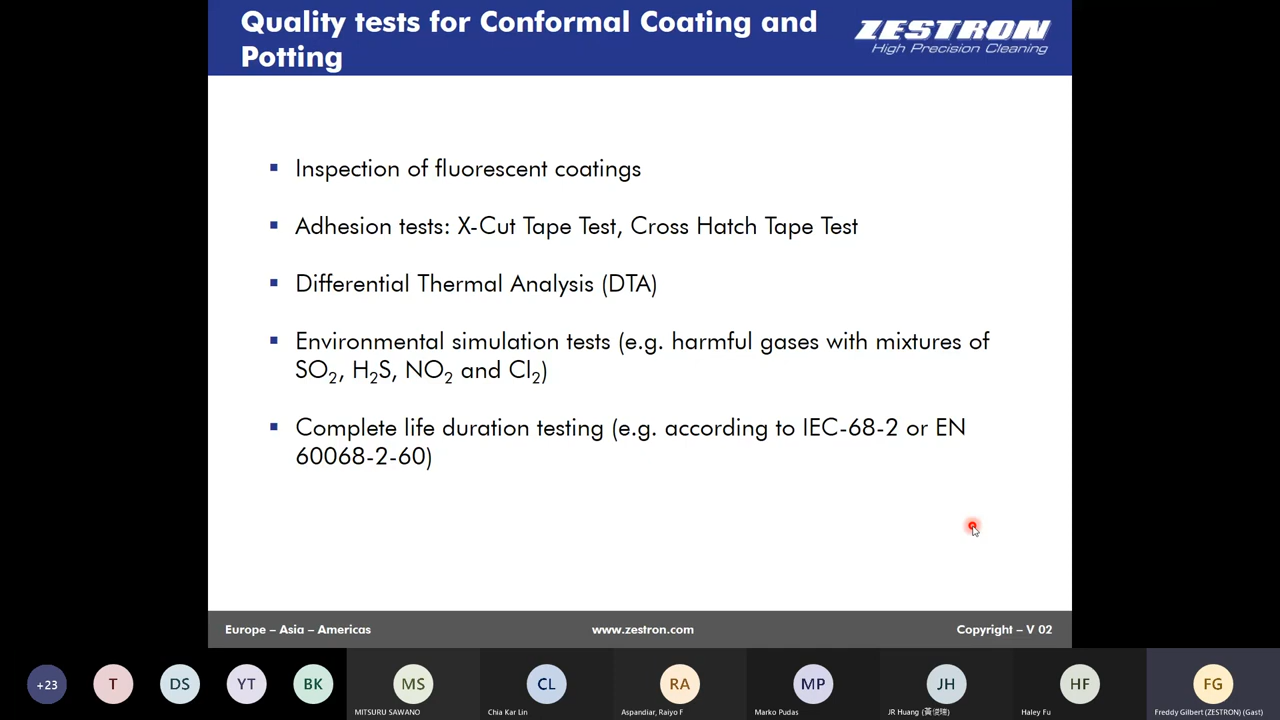 Quality tests for Conformal Coating and
Potting
ZESTRON
High Precision Cleaning
Inspection of fluorescent coatings
Adhesion tests: X-Cut Tape Test, Cross Hatch Tape Test
Differential Thermal Analysis (DTA)
Environmental simulation tests (e.g. harmful gases with mixtures of
SO₂, H₂S, NO₂ and Cl₂)
Complete life duration testing (e.g. according to IEC-68-2 or EN
60068-2-60)
Europe – Asia – Americas
www.zestron.com
Copyright – V 02
+23
T
DS
YT
BK
MS
CL
RA
MP
JH
HF
FG
MITSURU SAWANO
Chia Kar Lin
Aspandiar, Raiyo F
Marko Pudas
JR Huang
Haley Fu
Freddy Gilbert (ZESTRON) (Gast)